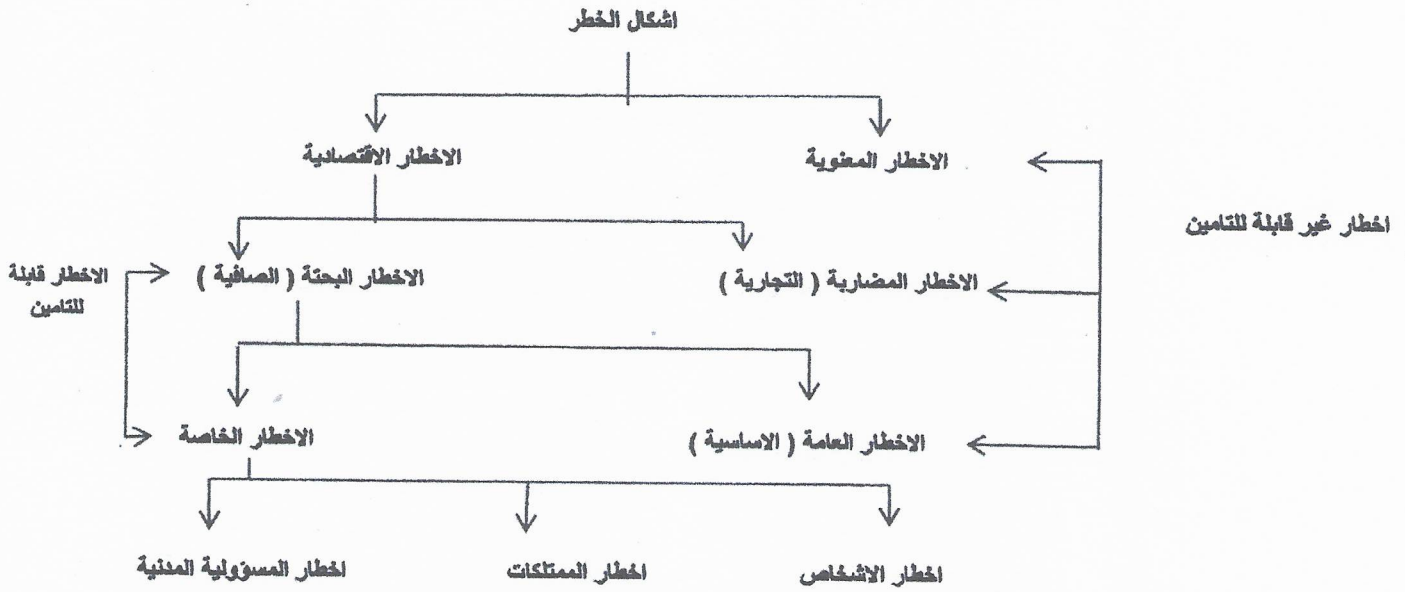 اشكال الخطر
الاخطار المعنوية
الاخطار الاقتصادية
اخطار غير قابلة للتامين
الاخطار المضاربة ( التجارية )
الاخطار البحتة ( الصافية )
الاخطار قابلة
للتامين
الاخطار العامة ( الاساسية )
الاخطار الخاصة
اخطار الاشخاص
اخطار الممتلكات
اخطار المسؤولية المدنية